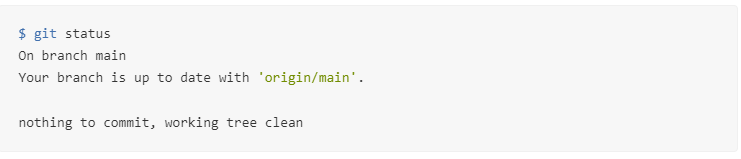 $ git status
On branch main
Your branch is up to date with 'origin/main'.
nothing to commit, working tree clean